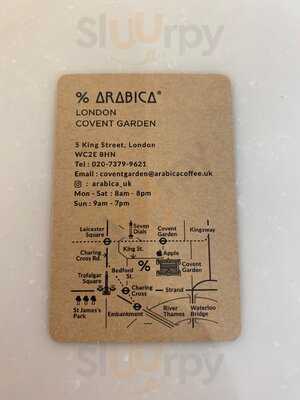 Sluurpy
% ARABICA®
LONDON
COVENT GARDEN
5 King Street, London
WC2E 8HN
Tel : 020-7379-9621
Email : coventgarden@arabicacoffee.uk
: arabica_uk
Mon - Sat : 8am - 8pm
Sun : 9am - 7pm
Leicester
Square
Seven
Dials
Covent
Garden
Kingsway
Charing
Cross Rd.
King St.
Apple
%
Covent
Garden
Bedford
St.
Trafalgar
Square
Charing
Cross
Strand
St James's
Park
Embankment
River
Thames
Waterloo
Bridge
Sluurpy